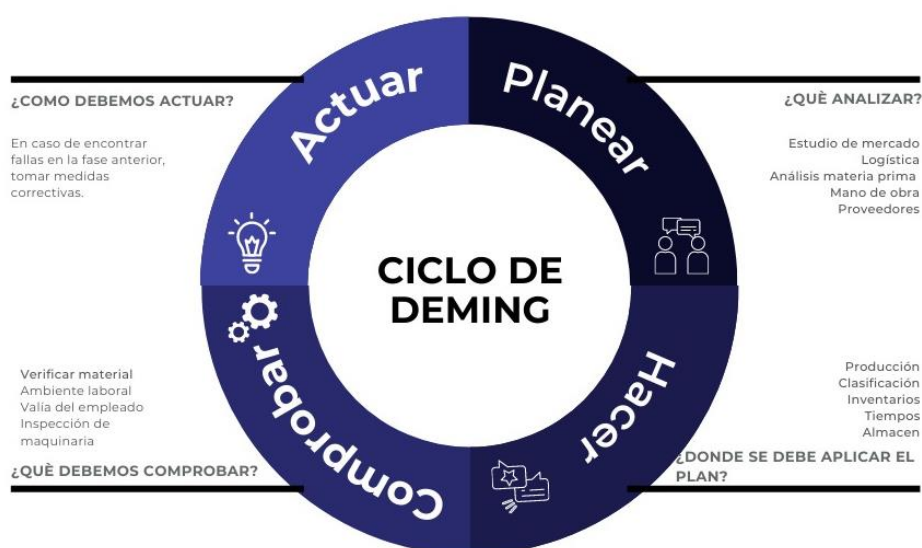 Actuar
Planear
Hacer
Comprobar
CICLO DE
DEMING
¿COMO DEBEMOS ACTUAR?
En caso de encontrar
fallas en la fase anterior,
tomar medidas
correctivas.
¿QUÈ ANALIZAR?
Estudio de mercado
Logística
Análisis materia prima
Mano de obra
Proveedores
Verificar material
Ambiente laboral
Valía del empleado
Inspección de
maquinaria
¿QUÈ DEBEMOS COMPROBAR?
Producción
Clasificación
Inventarios
Tiempos
Almacen
¿DONDE SE DEBE APLICAR EL
PLAN?